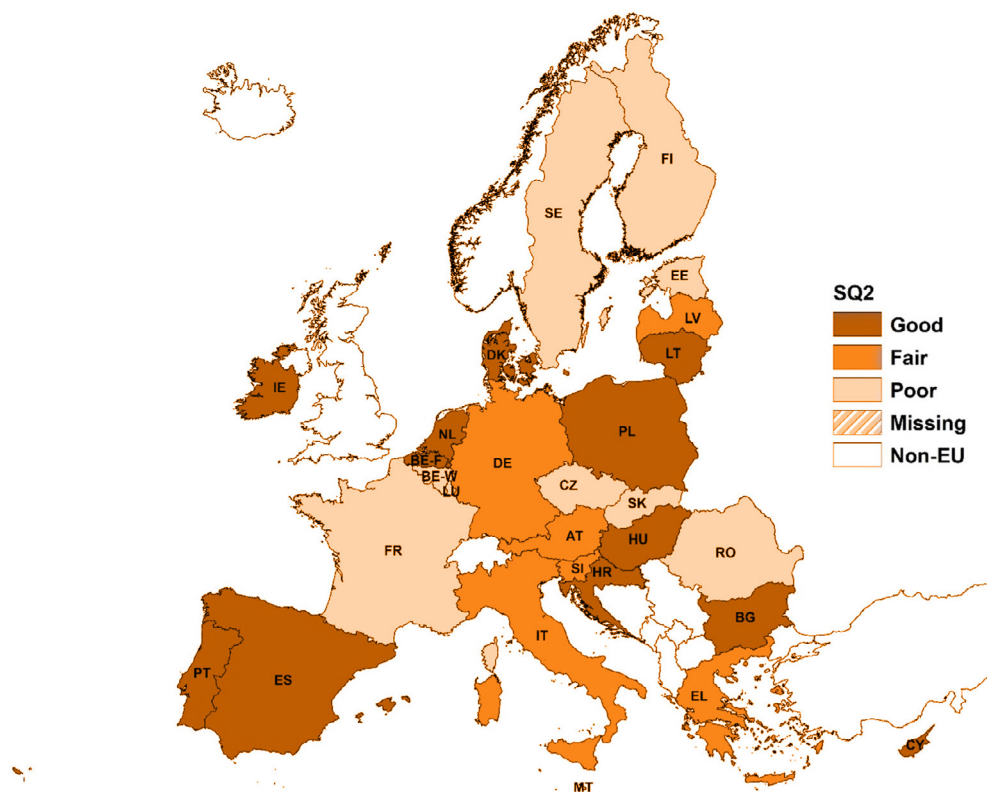 FI
SE
EE
SQ2
LV
Good
DK
LT
Fair
IE
Poor
NL
PL
Missing
BE-F
DE
Non-EU
BE-W
CZ
LU
SK
AT
HU
FR
RO
SI
HR
BG
IT
PT
ES
EL
CY
MT